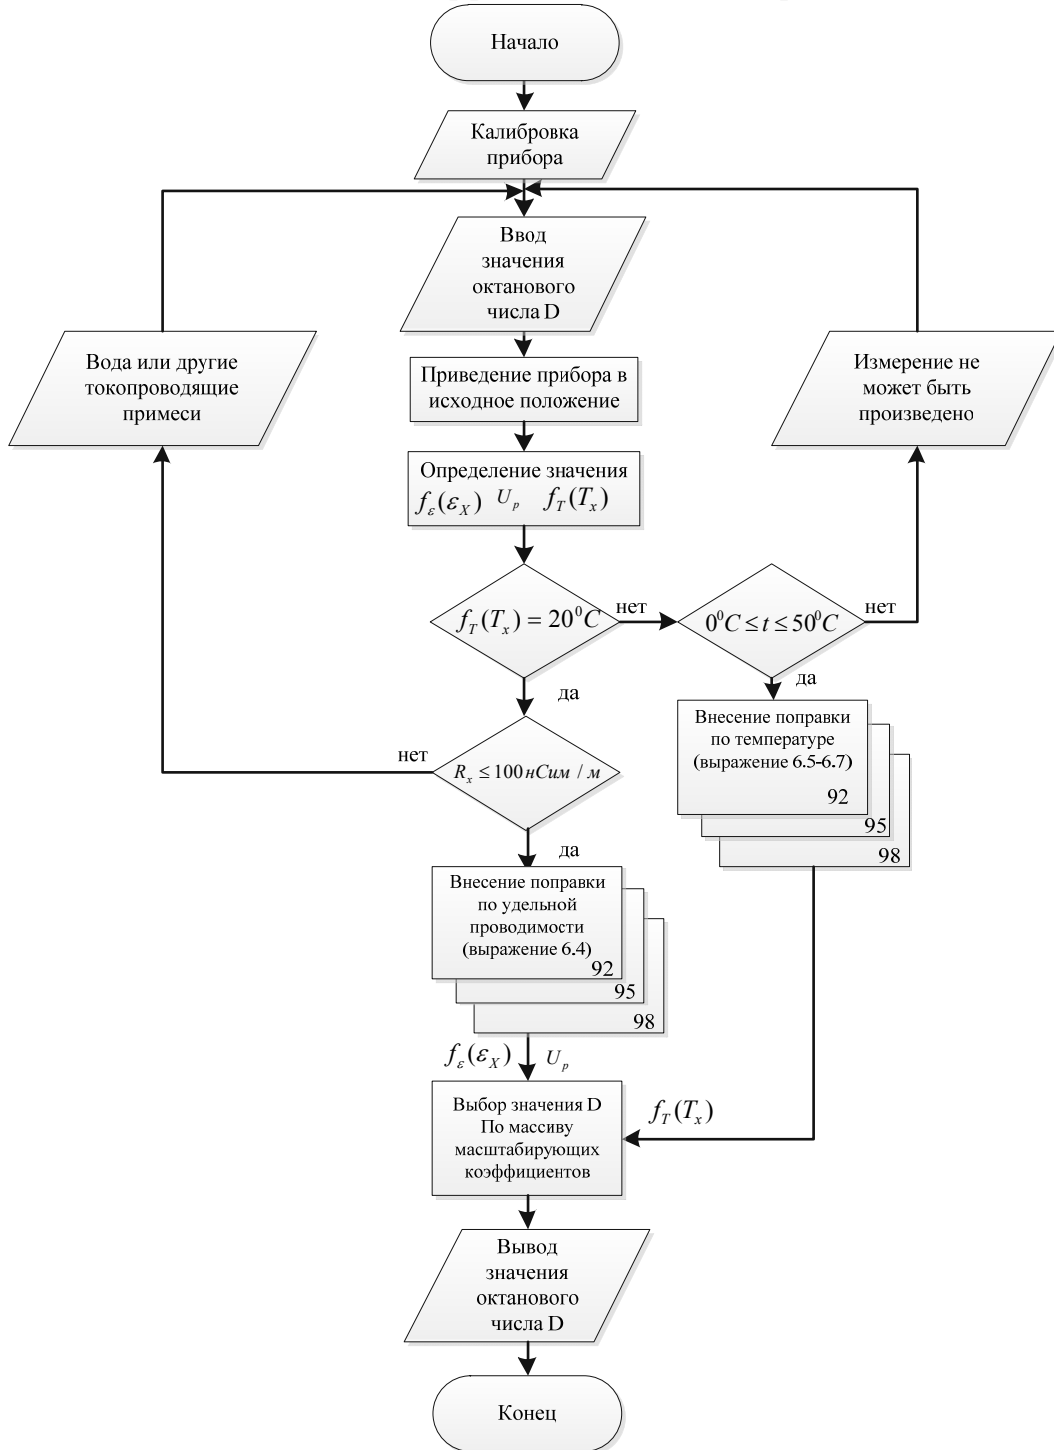 Начало
Калибровка
прибора
Ввод
значения
октанового
числа D
Вода или другие
токопроводящие
примеси
Измерение не
может быть
произведено
Приведение прибора в
исходное положение
Определение значения
f_ε(ε_X) U_p f_T(T_x)
f_T(T_x) = 20⁰C
нет
0⁰C ≤ t ≤ 50⁰C
нет
да
да
Внесение поправки
по температуре
(выражение 6.5-6.7)
92
95
98
нет
R_x ≤ 100 нСим / м
да
Внесение поправки
по удельной
проводимости
(выражение 6.4)
92
95
98
f_ε(ε_X) U_p
Выбор значения D
По массиву
масштабирующих
коэффициентов
f_T(T_x)
Вывод
значения
октанового
числа D
Конец